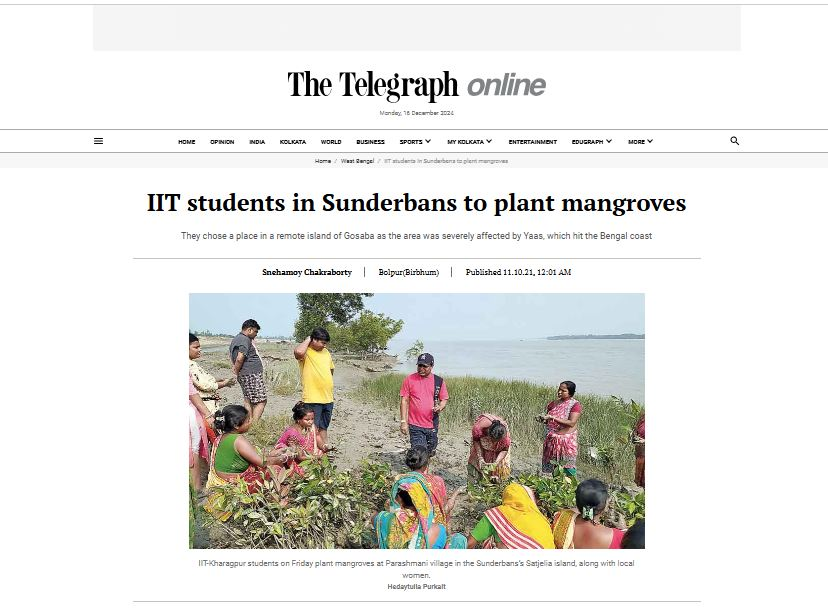 The Telegraph online
Monday, 16 December 2024
HOME OPINION INDIA KOLKATA WORLD BUSINESS SPORTS MY KOLKATA ENTERTAINMENT EDUGRAPH MORE
Home / West Bengal / IIT students in Sunderbans to plant mangroves
IIT students in Sunderbans to plant mangroves
They chose a place in a remote island of Gosaba as the area was severely affected by Yaas, which hit the Bengal coast
Snehamoy Chakraborty | Bolpur(Birbhum) | Published 11.10.21, 12:01 AM
IIT-Kharagpur students on Friday plant mangroves at Parashmani village in the Sunderbans's Satjelia island, along with local
women.
Hedaytulla Purkait